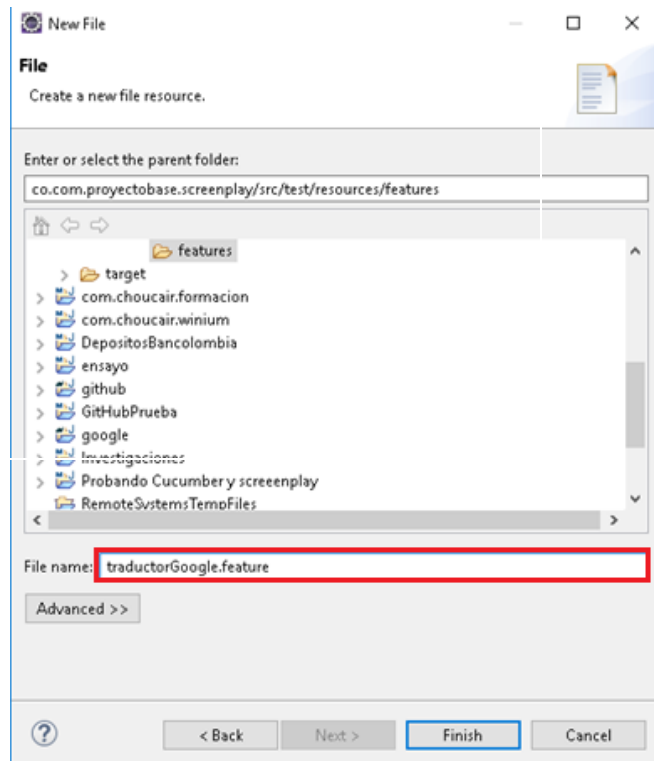 New File
File
Create a new file resource.
Enter or select the parent folder:
co.com.proyectobase.screenplay/src/test/resources/features
features
target
com.choucair.formacion
com.choucair.winium
DepositosBancolombia
ensayo
github
GitHubPrueba
google
Investigaciones
Probando Cucumber y screeenplay
RemoteSystemsTempFiles
File name: traductorGoogle.feature
Advanced >>
< Back Next > Finish Cancel